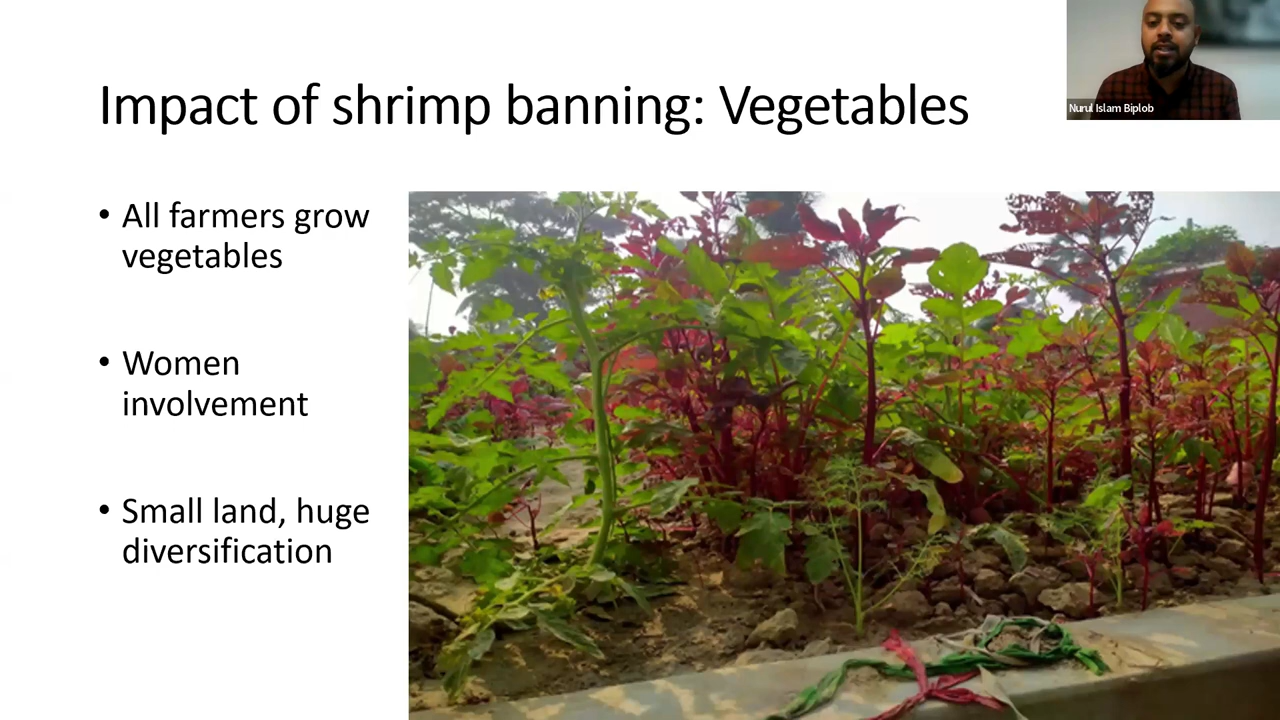 Impact of shrimp banning: Vegetables
Nurul Islam Biplob
• All farmers grow
vegetables
• Women
involvement
• Small land, huge
diversification